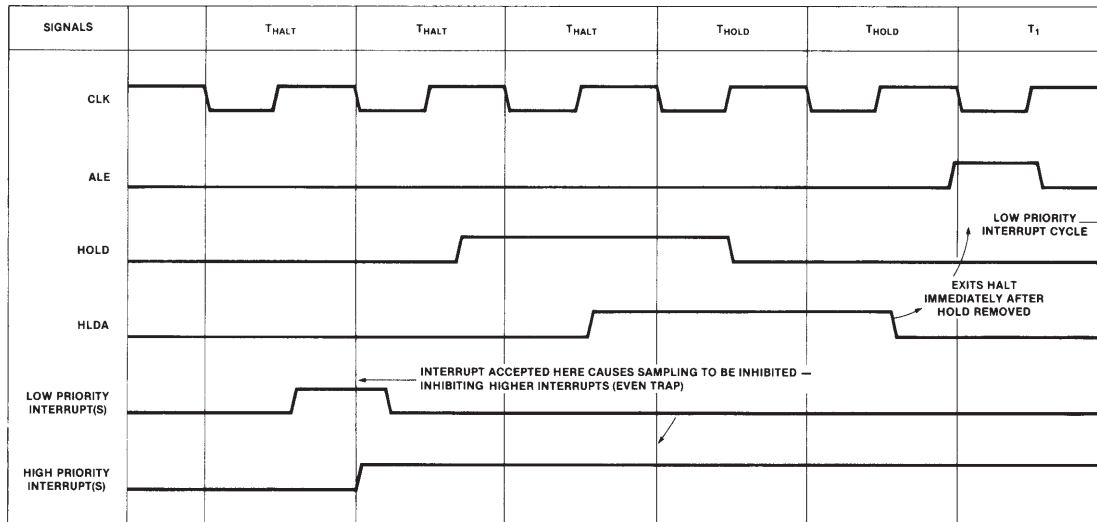 SIGNALS THALT THALT THALT THOLD THOLD T1
CLK
ALE
LOW PRIORITY
INTERRUPT CYCLE
HOLD
EXITS HALT
IMMEDIATELY AFTER
HOLD REMOVED
HLDA
INTERRUPT ACCEPTED HERE CAUSES SAMPLING TO BE INHIBITED —
INHIBITING HIGHER INTERRUPTS (EVEN TRAP)
LOW PRIORITY
INTERRUPT(S)
HIGH PRIORITY
INTERRUPT(S)